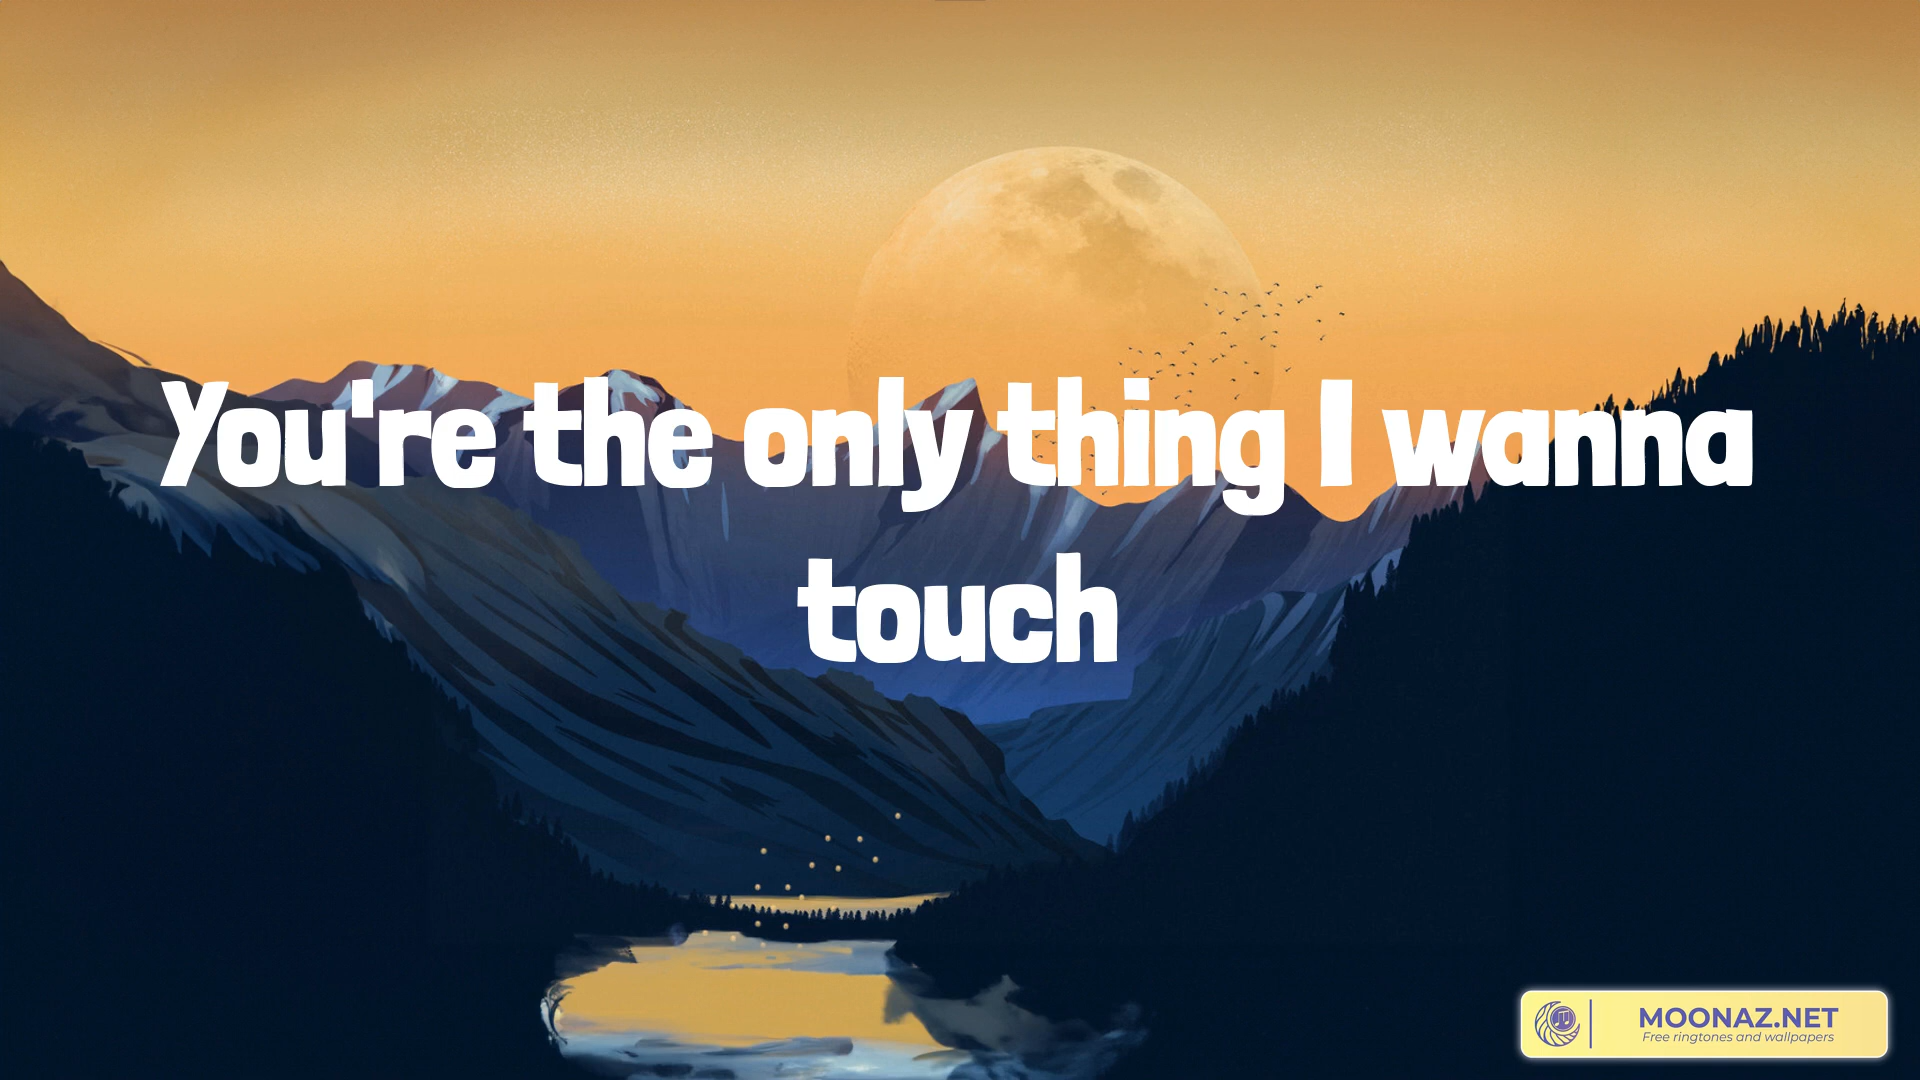 You're the only thing I wanna
touch
MOONAZ.NET
Free ringtones and wallpapers